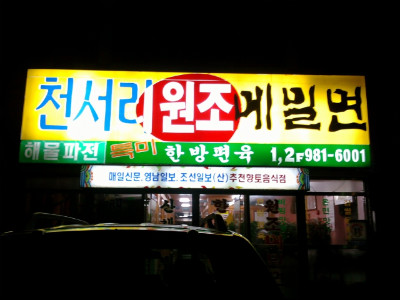 천서리 원조 메밀면
해물파전 특미 한방편육 1,2F 981-6001
매일신문, 영남일보, 조선일보(산)추천향토음식점
원조